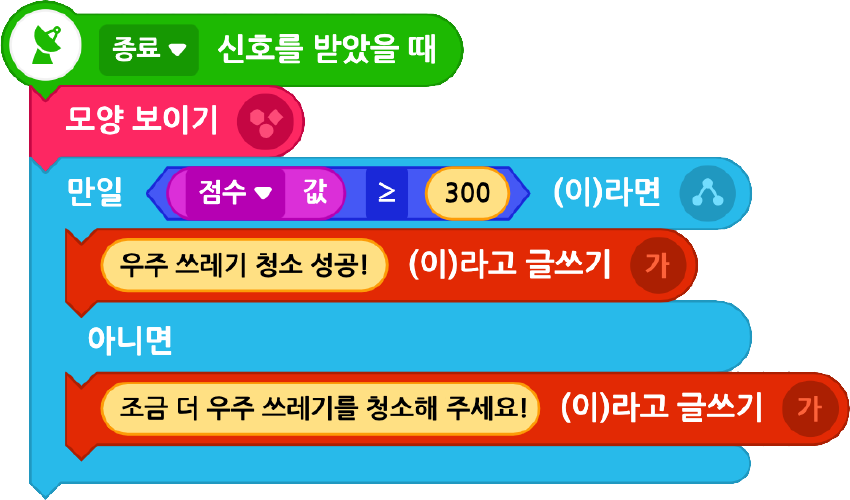 종료 신호를 받았을 때
모양 보이기
만일 점수 값 ≥ 300 (이)라면
우주 쓰레기 청소 성공! (이)라고 글쓰기 가
아니면
조금 더 우주 쓰레기를 청소해 주세요! (이)라고 글쓰기 가